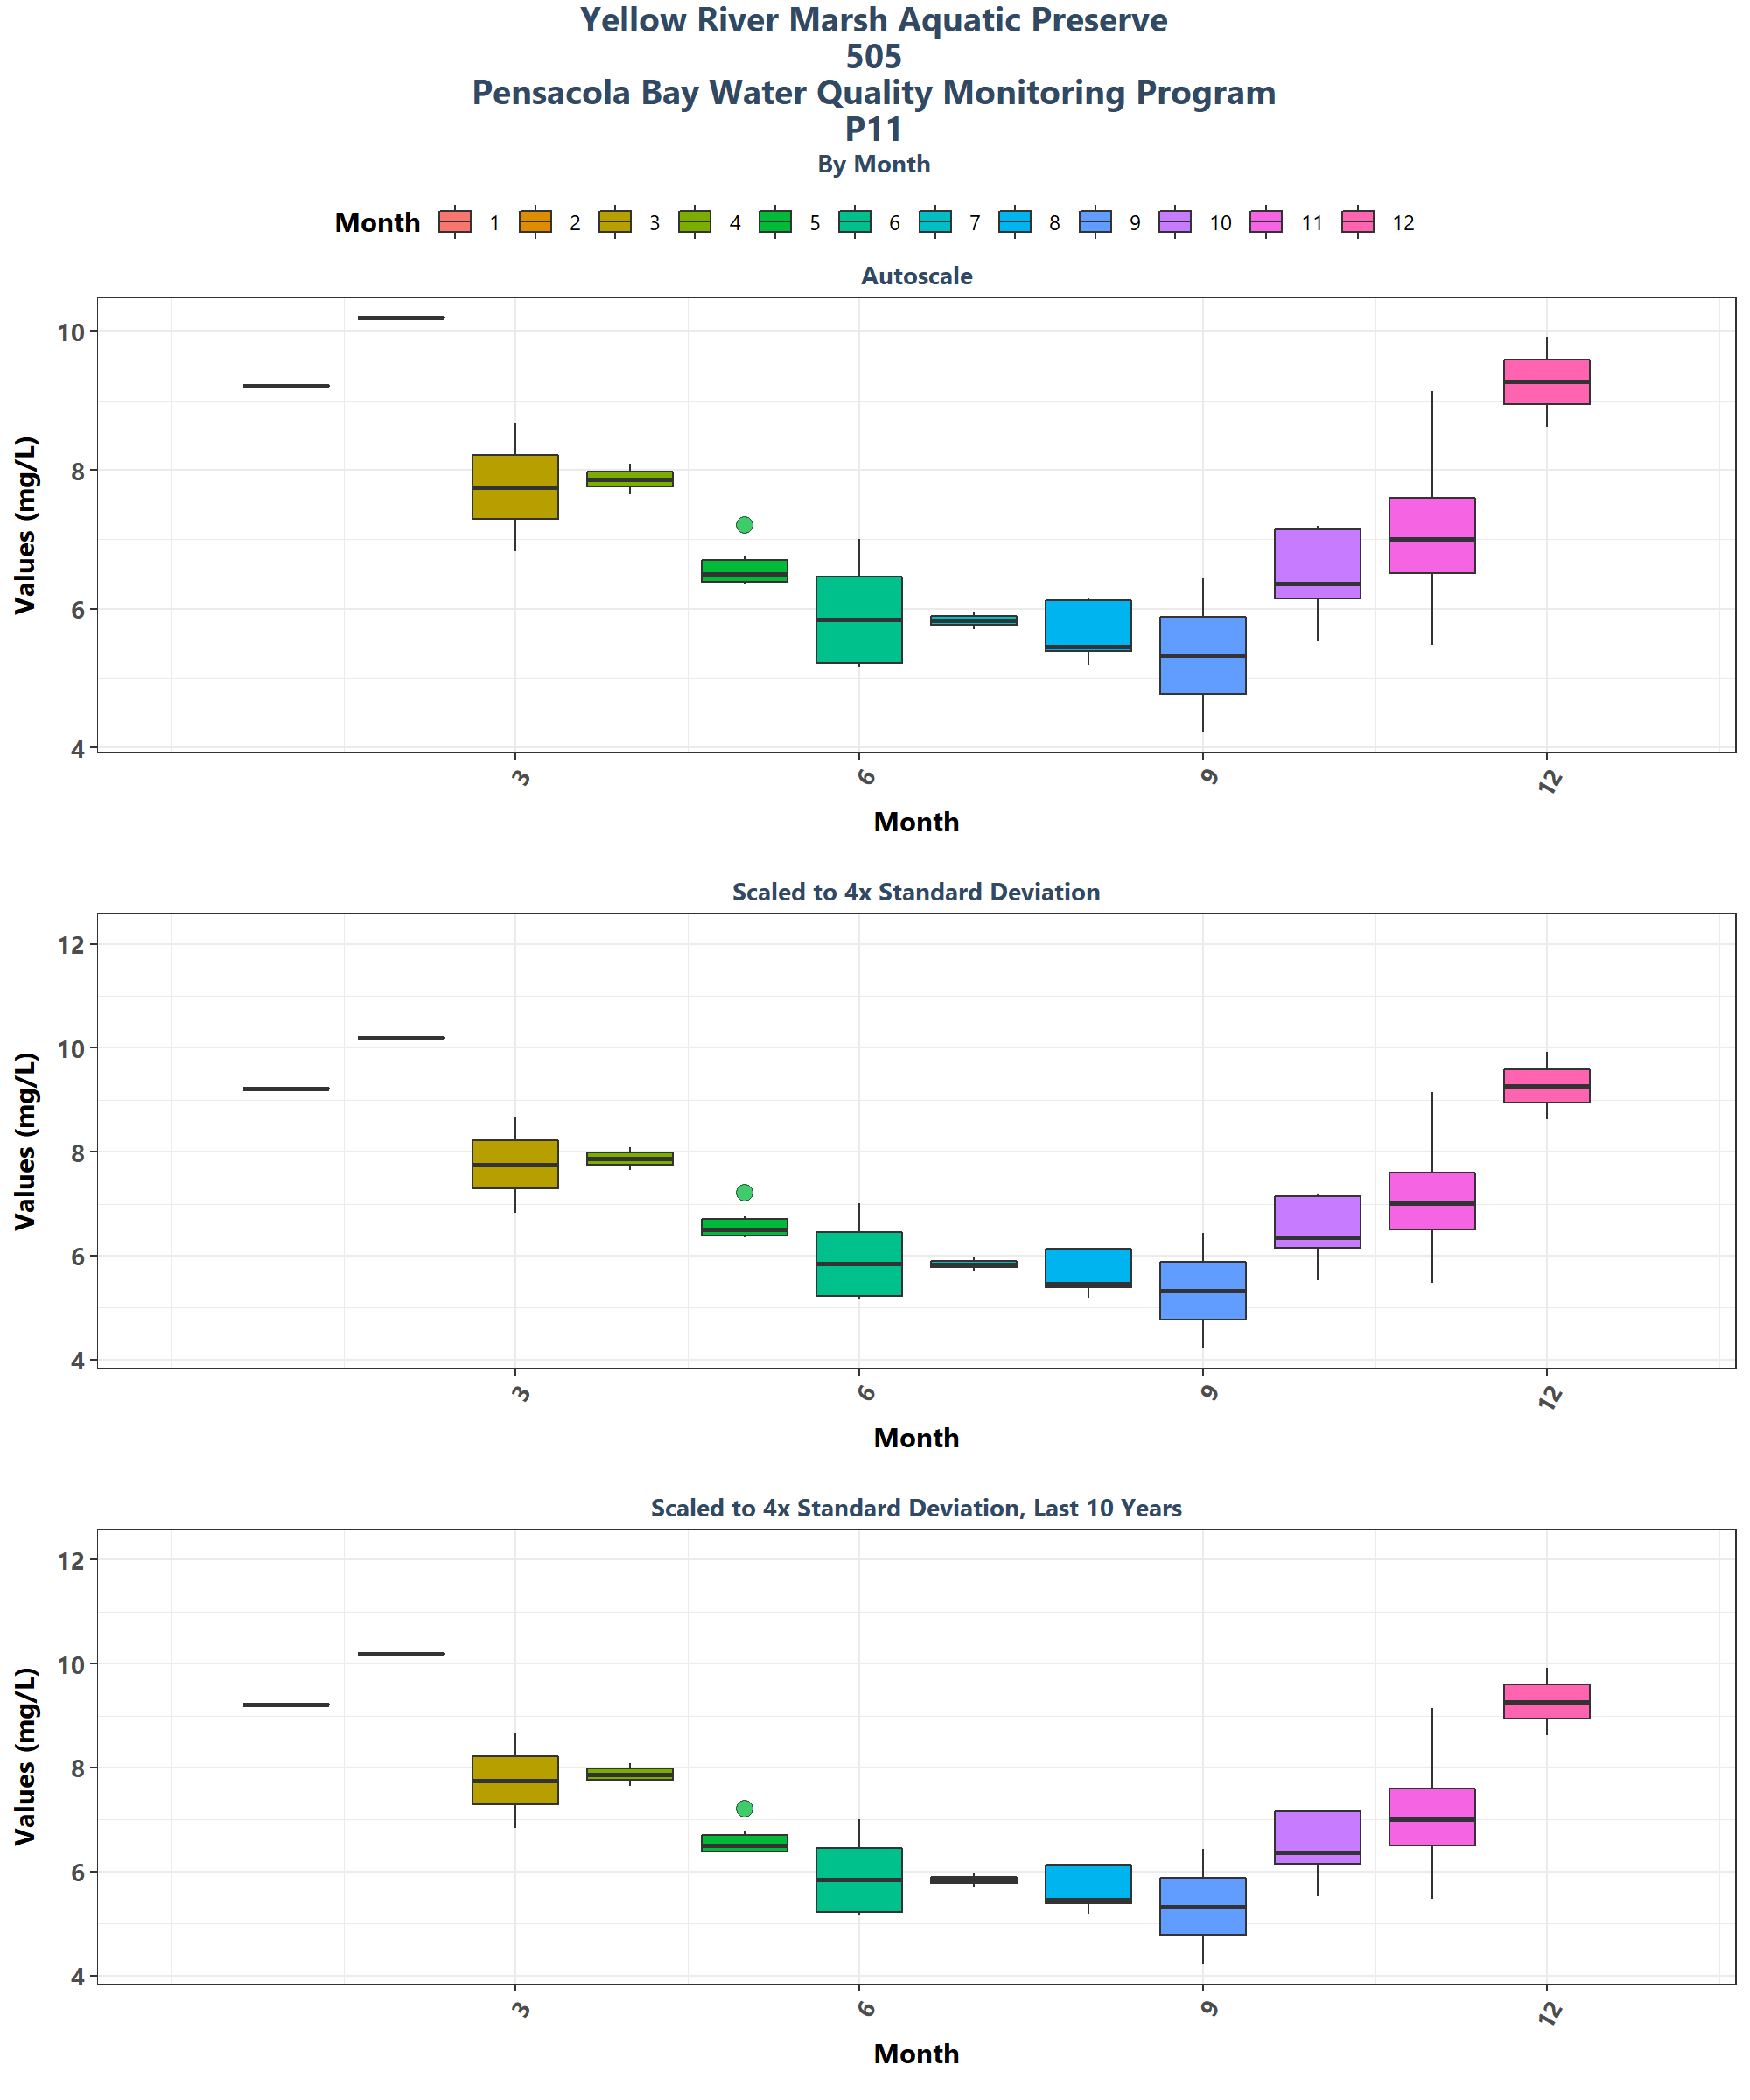 Yellow River Marsh Aquatic Preserve
505
Pensacola Bay Water Quality Monitoring Program
P11
By Month
Month 1 2 3 4 5 6 7 8 9 10 11 12
Autoscale
10
8
6
4
Values (mg/L)
3 6 9 12
Month
Scaled to 4x Standard Deviation
12
10
8
6
4
Values (mg/L)
3 6 9 12
Month
Scaled to 4x Standard Deviation, Last 10 Years
12
10
8
6
4
Values (mg/L)
3 6 9 12
Month